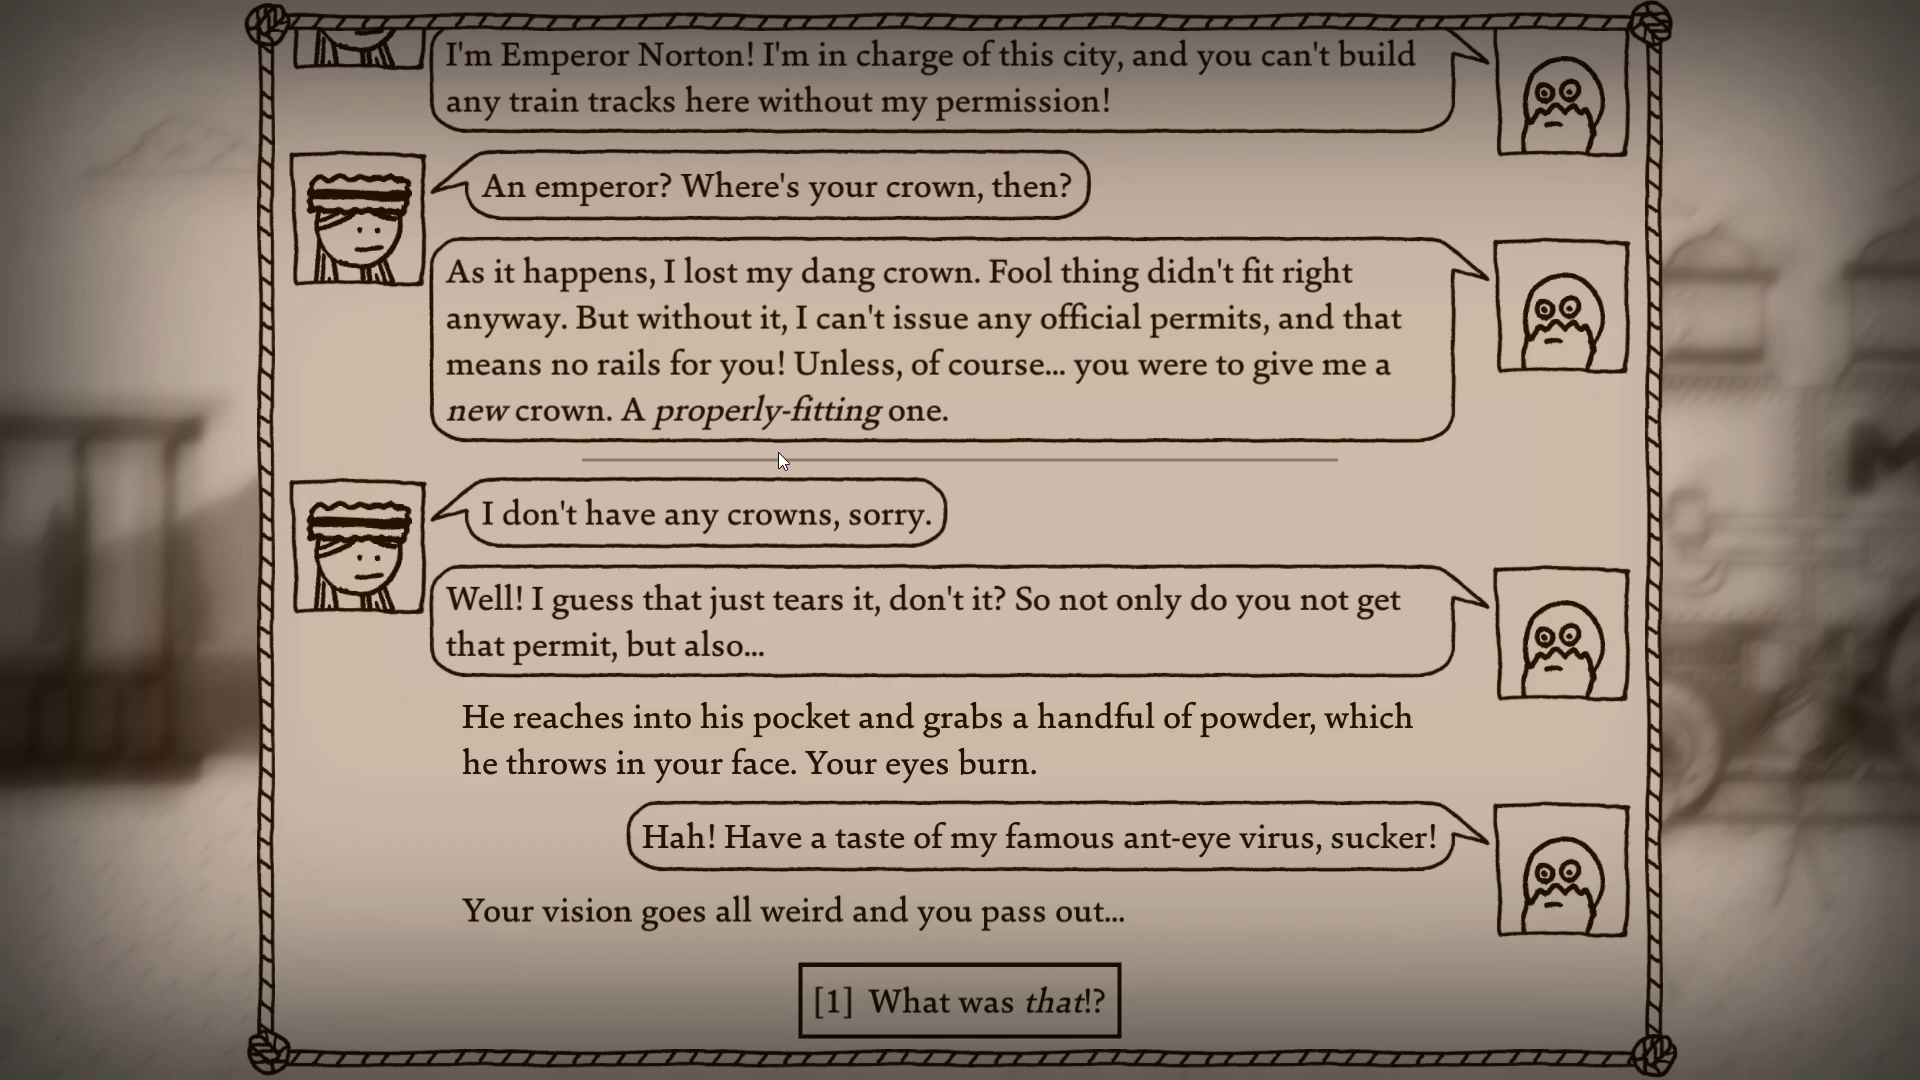 I'm Emperor Norton! I'm in charge of this city, and you can't build
any train tracks here without my permission!
An emperor? Where's your crown, then?
As it happens, I lost my dang crown. Fool thing didn't fit right
anyway. But without it, I can't issue any official permits, and that
means no rails for you! Unless, of course... you were to give me a
new crown. A properly-fitting one.
I don't have any crowns, sorry.
Well! I guess that just tears it, don't it? So not only do you not get
that permit, but also...
He reaches into his pocket and grabs a handful of powder, which
he throws in your face. Your eyes burn.
Hah! Have a taste of my famous ant-eye virus, sucker!
Your vision goes all weird and you pass out...
[1] What was that!?